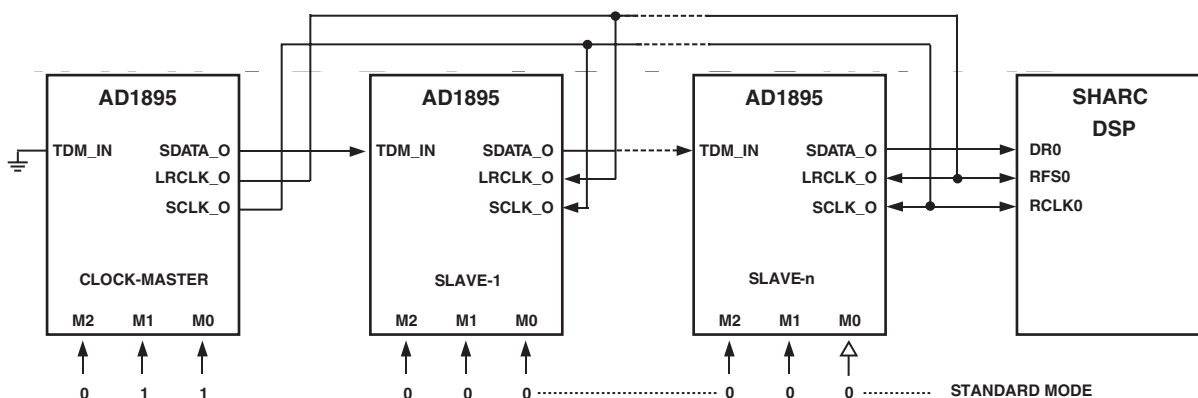 AD1895 AD1895 AD1895 SHARC
DSP
TDM_IN SDATA_O TDM_IN SDATA_O TDM_IN SDATA_O DR0
LRCLK_O LRCLK_O LRCLK_O RFS0
SCLK_O SCLK_O SCLK_O RCLK0
CLOCK-MASTER SLAVE-1 SLAVE-n
M2 M1 M0 M2 M1 M0 M2 M1 M0
0 1 1 0 0 0 0 0 0 STANDARD MODE